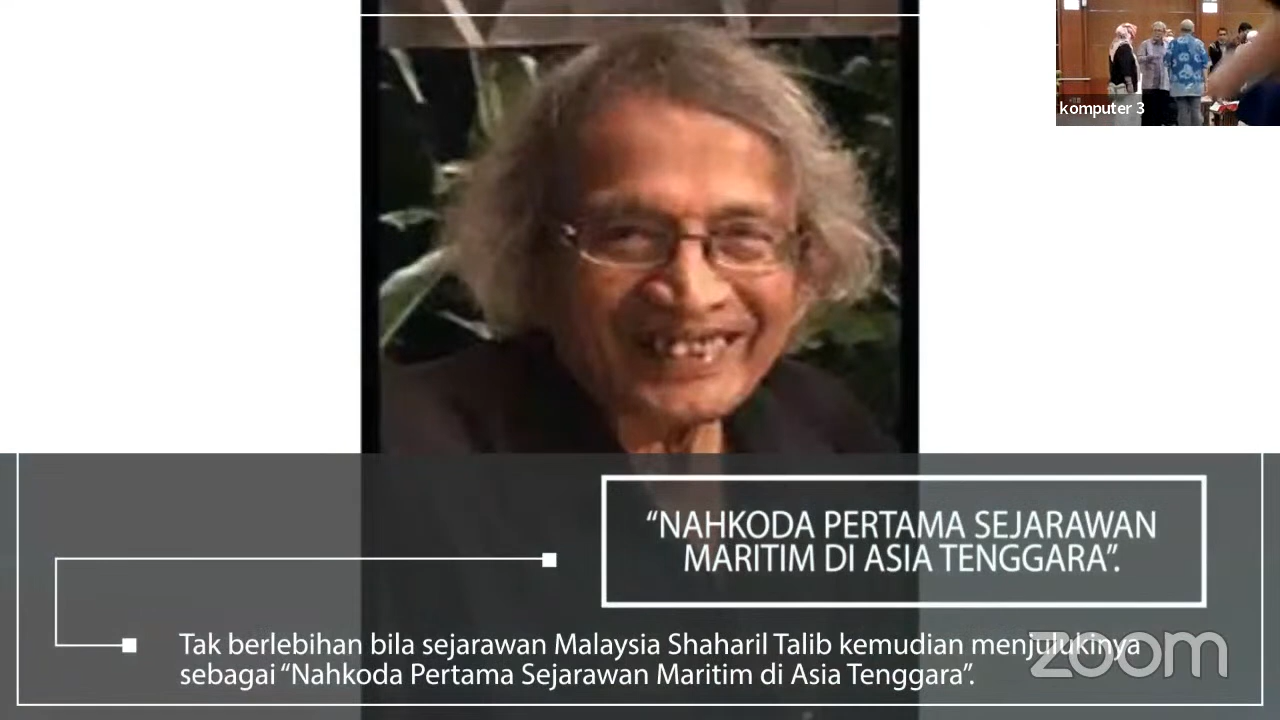 komputer 3
“NAHKODA PERTAMA SEJARAWAN
MARITIM DI ASIA TENGGARA”.
Tak berlebihan bila sejarawan Malaysia Shaharil Talib kemudian menjulukinya
sebagai “Nahkoda Pertama Sejarawan Maritim di Asia Tenggara”.
zoom